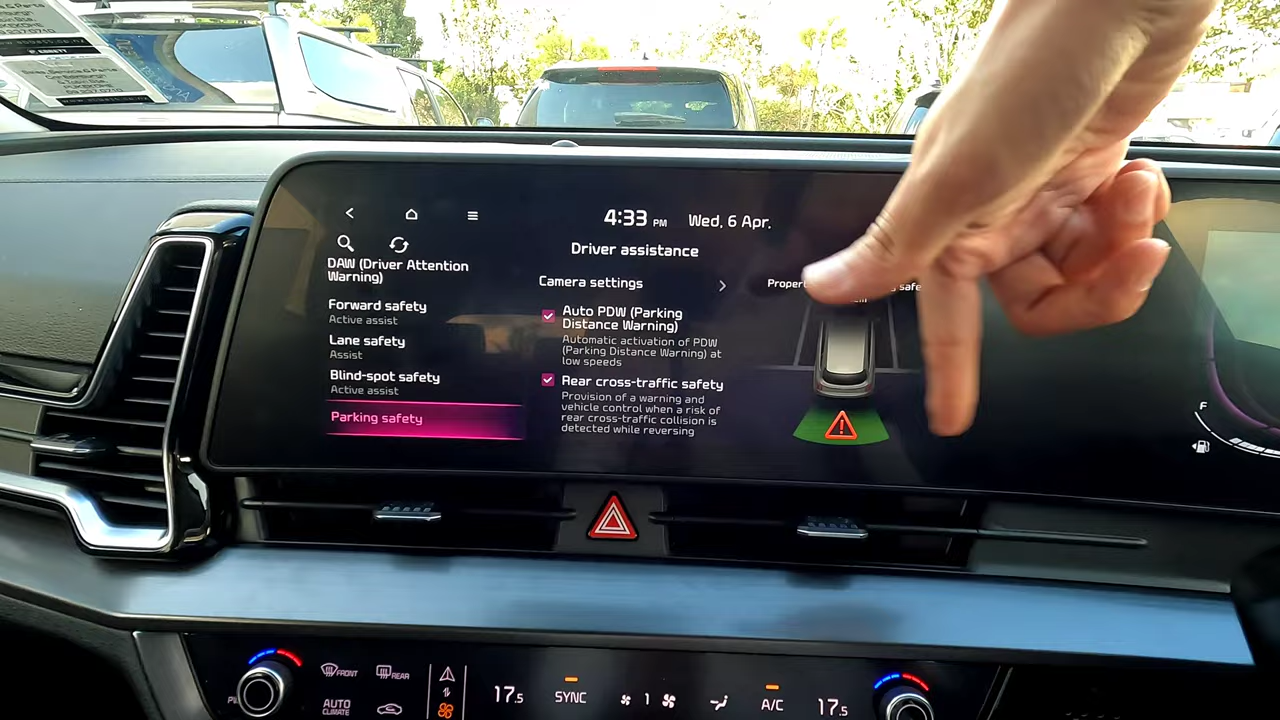 4:33 PM Wed, 6 Apr.
Driver assistance
DAW (Driver Attention
Warning)
Forward safety
Active assist
Lane safety
Assist
Blind-spot safety
Active assist
Parking safety
Camera settings
Auto PDW (Parking
Distance Warning)
Automatic activation of PDW
(Parking Distance Warning) at
low speeds
Rear cross-traffic safety
Provision of a warning and
vehicle control when a risk of
rear cross-traffic collision is
detected while reversing
F
FRONT
REAR
AUTO
CLIMATE
17.5
SYNC
1
A/C
17.5